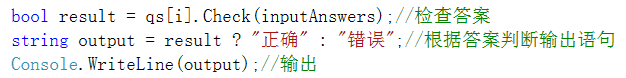 bool result = qs[i].Check(inputAnswers);//检查答案
string output = result ? "正确" : "错误";//根据答案判断输出语句
Console.WriteLine(output);//输出